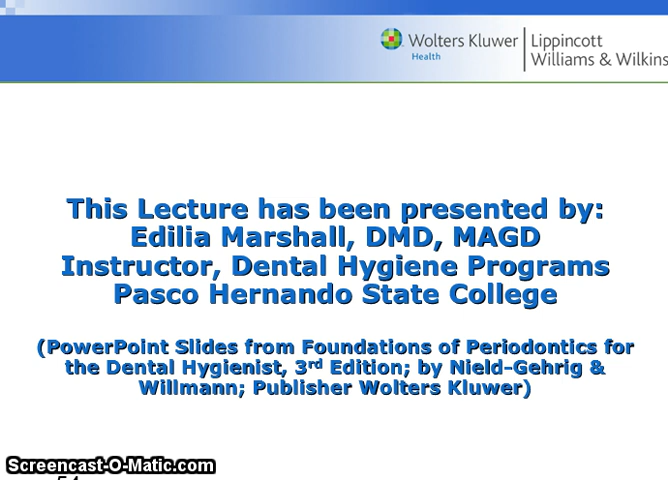 Wolters Kluwer
Health
Lippincott
Williams & Wilkins
This Lecture has been presented by:
Edilia Marshall, DMD, MAGD
Instructor, Dental Hygiene Programs
Pasco Hernando State College
(PowerPoint Slides from Foundations of Periodontics for
the Dental Hygienist, 3rd Edition; by Nield-Gehrig &
Willmann; Publisher Wolters Kluwer)
Screencast-O-Matic.com